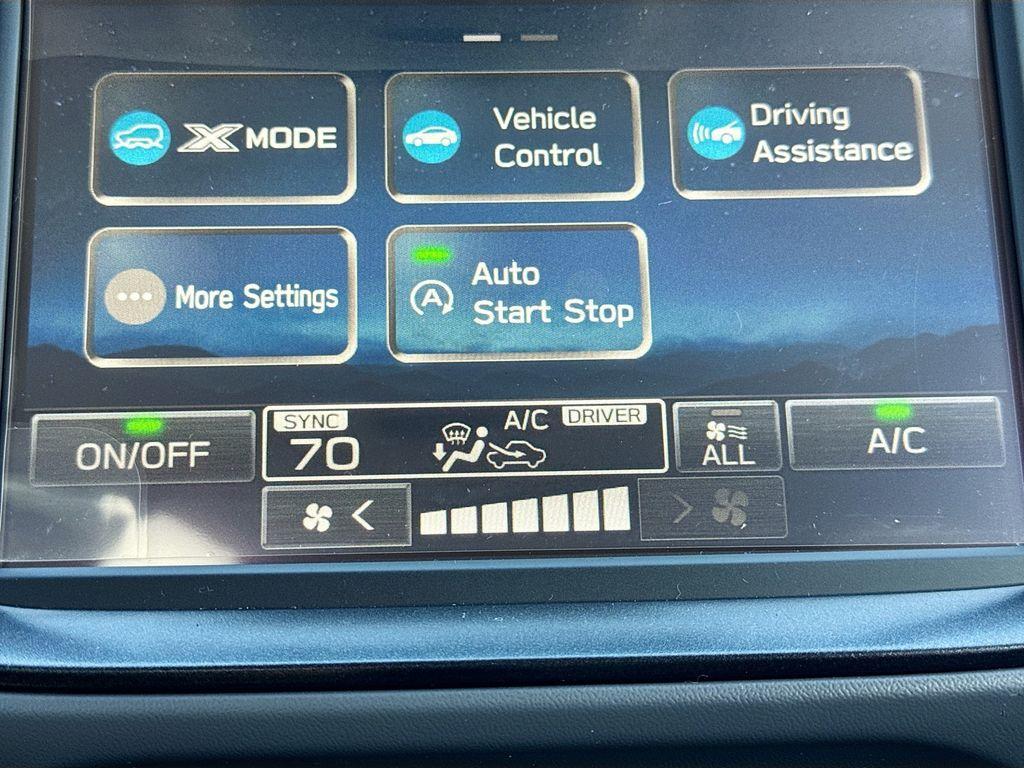 X MODE
Vehicle
Control
Driving
Assistance
More Settings
A
Auto
Start Stop
ON/OFF
SYNC
A/C
DRIVER
70
ALL
A/C